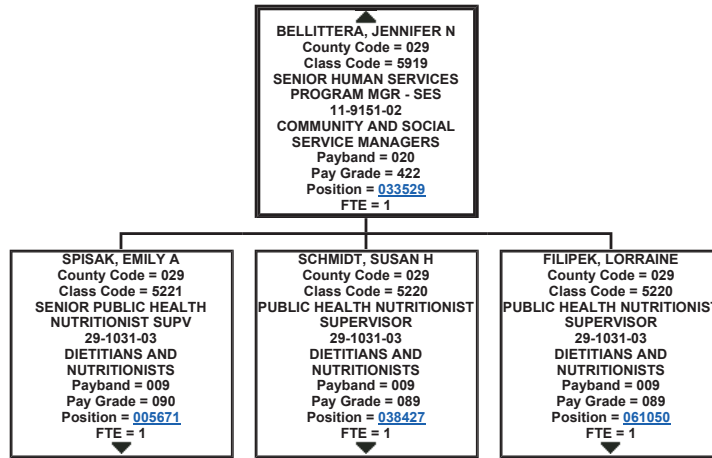 BELLITTERA, JENNIFER N
County Code = 029
Class Code = 5919
SENIOR HUMAN SERVICES
PROGRAM MGR - SES
11-9151-02
COMMUNITY AND SOCIAL
SERVICE MANAGERS
Payband = 020
Pay Grade = 422
Position = 033529
FTE = 1
SPISAK, EMILY A
County Code = 029
Class Code = 5221
SENIOR PUBLIC HEALTH
NUTRITIONIST SUPV
29-1031-03
DIETITIANS AND
NUTRITIONISTS
Payband = 009
Pay Grade = 090
Position = 005671
FTE = 1
SCHMIDT, SUSAN H
County Code = 029
Class Code = 5220
PUBLIC HEALTH NUTRITIONIST
SUPERVISOR
29-1031-03
DIETITIANS AND
NUTRITIONISTS
Payband = 009
Pay Grade = 089
Position = 038427
FTE = 1
FILIPEK, LORRAINE
County Code = 029
Class Code = 5220
PUBLIC HEALTH NUTRITIONIST
SUPERVISOR
29-1031-03
DIETITIANS AND
NUTRITIONISTS
Payband = 009
Pay Grade = 089
Position = 061050
FTE = 1